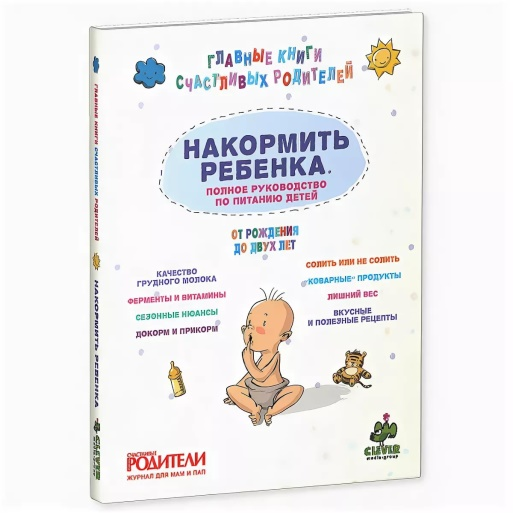 ГЛАВНЫЕ КНИГИ
СЧАСТЛИВЫХ РОДИТЕЛЕЙ
НАКОРМИТЬ
РЕБЕНКА.
ПОЛНОЕ РУКОВОДСТВО
ПО ПИТАНИЮ ДЕТЕЙ
ОТ РОЖДЕНИЯ
ДО ДВУХ ЛЕТ
КАЧЕСТВО
ГРУДНОГО МОЛОКА
ФЕРМЕНТЫ И ВИТАМИНЫ
СЕЗОННЫЕ НЮАНСЫ
ДОКОРМ И ПРИКОРМ
СОЛИТЬ ИЛИ НЕ СОЛИТЬ
"КОВАРНЫЕ" ПРОДУКТЫ
ЛИШНИЙ ВЕС
ВКУСНЫЕ
И ПОЛЕЗНЫЕ РЕЦЕПТЫ
СЧАСТЛИВЫЕ
РОДИТЕЛИ
ЖУРНАЛ ДЛЯ МАМ И ПАП
CLEVER
media-group
ГЛАВНЫЕ КНИГИ СЧАСТЛИВЫХ РОДИТЕЛЕЙ
НАКОРМИТЬ РЕБЕНКА
CLEVER